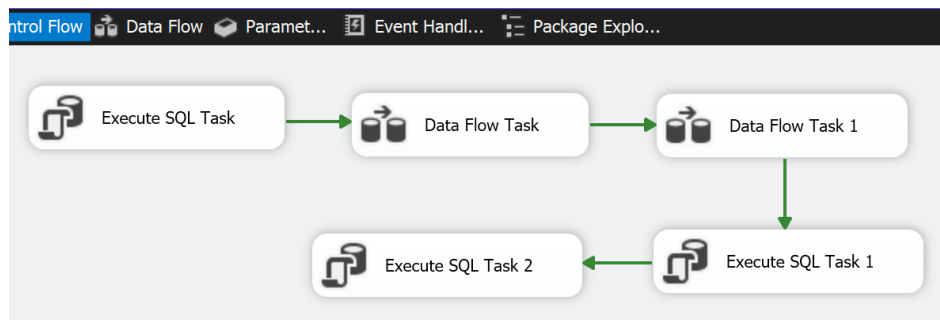 ntrol Flow Data Flow Paramet... Event Handl... Package Explo...
Execute SQL Task
Data Flow Task
Data Flow Task 1
Execute SQL Task 2
Execute SQL Task 1